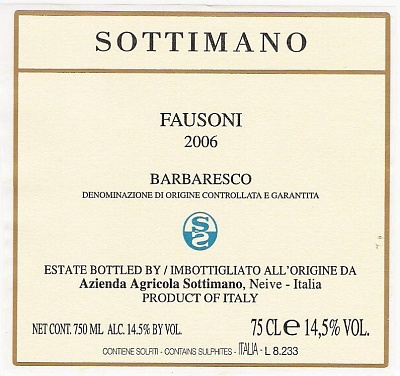 SOTTIMANO
FAUSONI
2006
BARBARESCO
DENOMINAZIONE DI ORIGINE CONTROLLATA E GARANTITA
SS
ESTATE BOTTLED BY / IMBOTTIGLIATO ALL'ORIGINE DA
Azienda Agricola Sottimano, Neive - Italia
PRODUCT OF ITALY
NET CONT. 750 ML ALC. 14.5% BY VOL. 75 CL e 14,5% VOL.
CONTIENE SOLFITI - CONTAINS SULPHITES - ITALIA - L 8.233